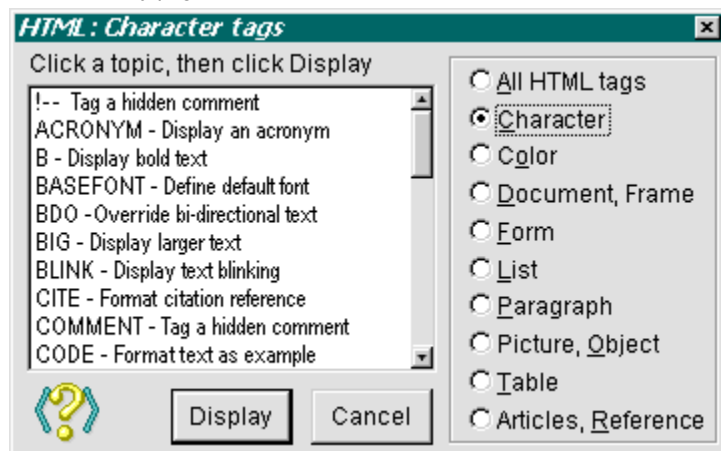 HTML: Character tags
Click a topic, then click Display
!-- Tag a hidden comment
ACRONYM - Display an acronym
B - Display bold text
BASEFONT - Define default font
BDO -Override bi-directional text
BIG - Display larger text
BLINK - Display text blinking
CITE - Format citation reference
COMMENT - Tag a hidden comment
CODE - Format text as example
Display
Cancel
All HTML tags
Character
Color
Document, Frame
Form
List
Paragraph
Picture, Object
Table
Articles, Reference